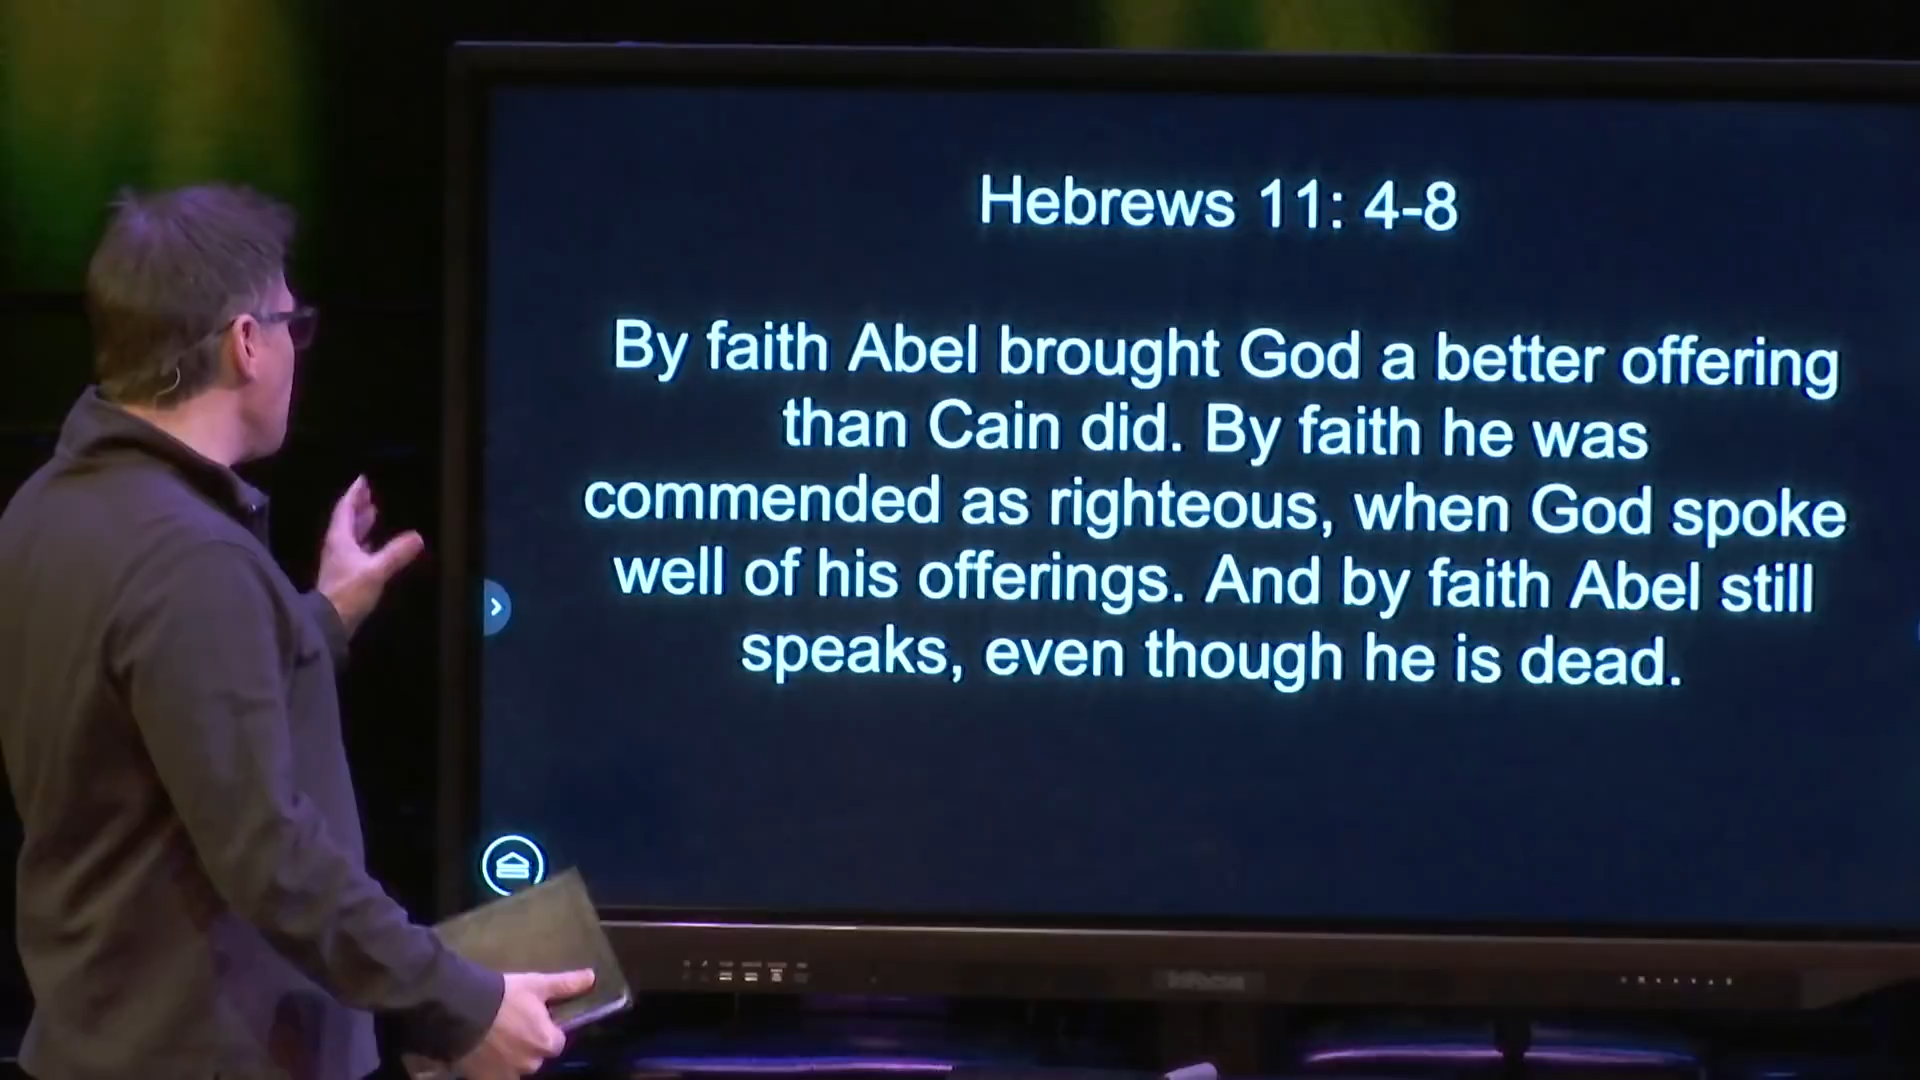 Hebrews 11: 4-8
By faith Abel brought God a better offering
than Cain did. By faith he was
commended as righteous, when God spoke
well of his offerings. And by faith Abel still
speaks, even though he is dead.
InFocus